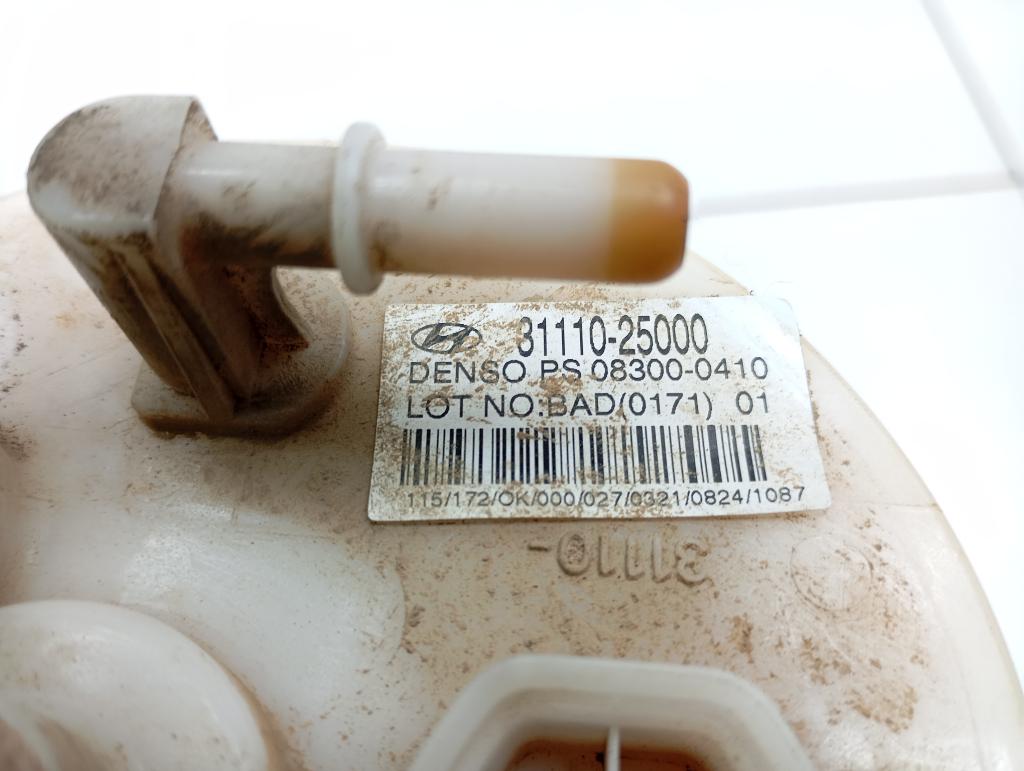 31110-25000
DENSO PS 08300-0410
LOT NO:BAD(0171) 01
115/172/OK/000/027/0321/0824/1087
31110-